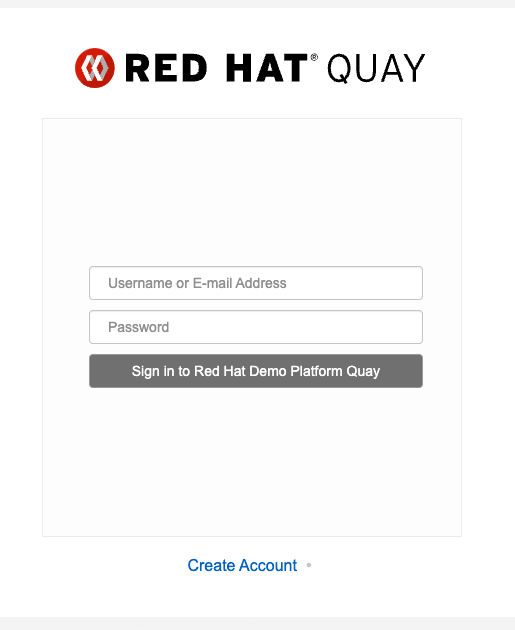 RED HAT® QUAY
Username or E-mail Address
Password
Sign in to Red Hat Demo Platform Quay
Create Account